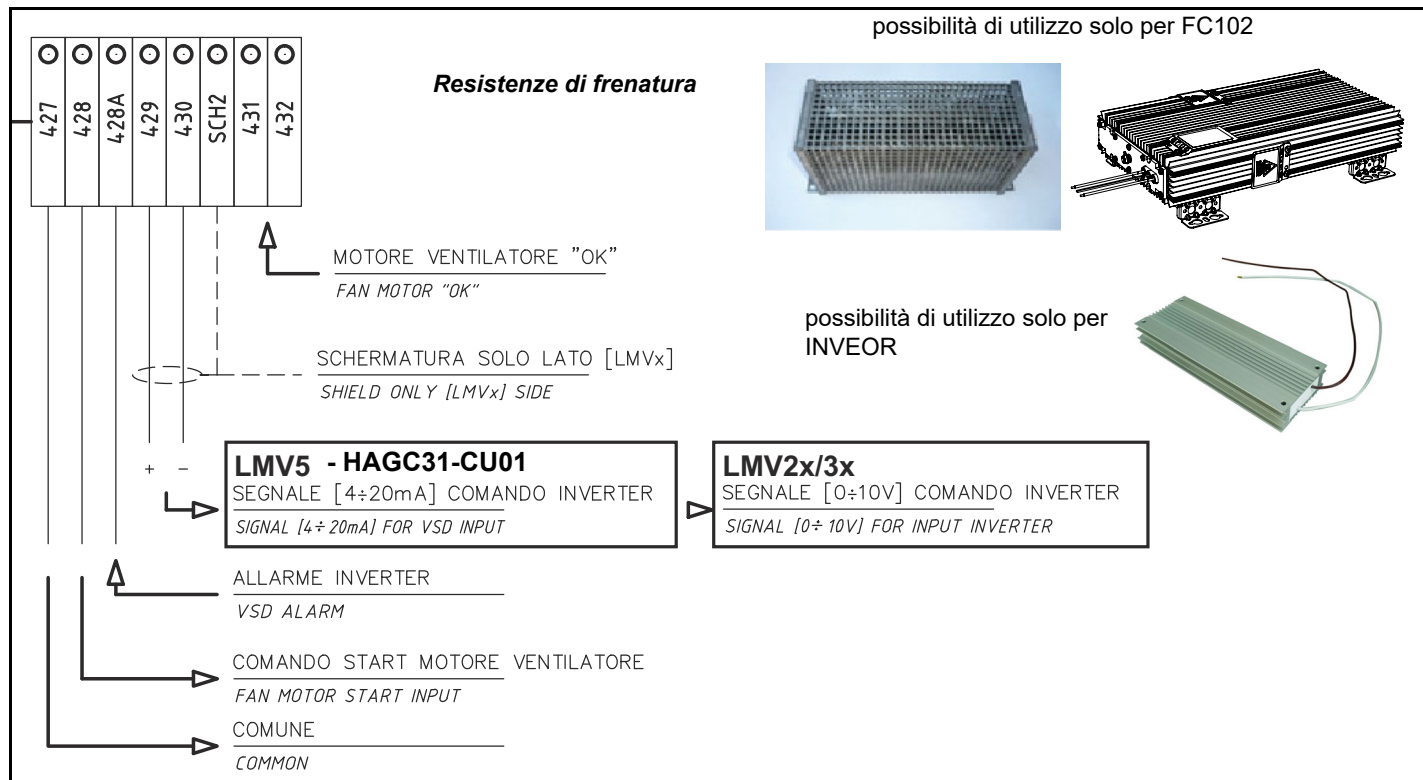 possibilità di utilizzo solo per FC102
427
428
428A
429
430
SCH2
431
432
Resistenze di frenatura
MOTORE VENTILATORE ”OK”
FAN MOTOR "OK"
possibilità di utilizzo solo per
INVEOR
SCHERMATURA SOLO LATO [LMVx]
SHIELD ONLY [LMVx] SIDE
+ -
LMV5 - HAGC31-CU01
SEGNALE [4÷20mA] COMANDO INVERTER
SIGNAL [4÷20mA] FOR VSD INPUT
LMV2x/3x
SEGNALE [0÷10V] COMANDO INVERTER
SIGNAL [0÷10V] FOR INPUT INVERTER
ALLARME INVERTER
VSD ALARM
COMANDO START MOTORE VENTILATORE
FAN MOTOR START INPUT
COMUNE
COMMON